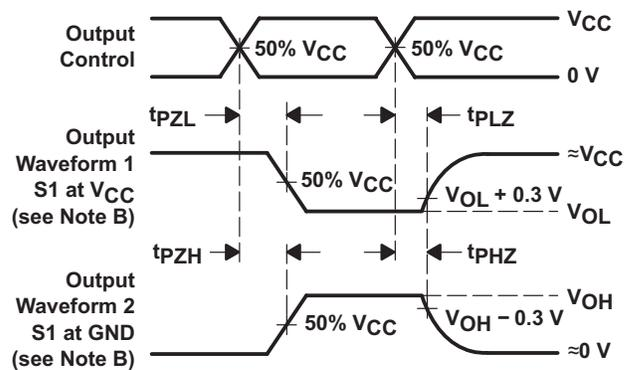 Output
Control
50% VCC
50% VCC
VCC
0 V
tPZL
tPLZ
Output
Waveform 1
S1 at VCC
(see Note B)
50% VCC
≈VCC
VOL + 0.3 V
VOL
tPZH
tPHZ
Output
Waveform 2
S1 at GND
(see Note B)
50% VCC
VOH
VOH − 0.3 V
≈0 V